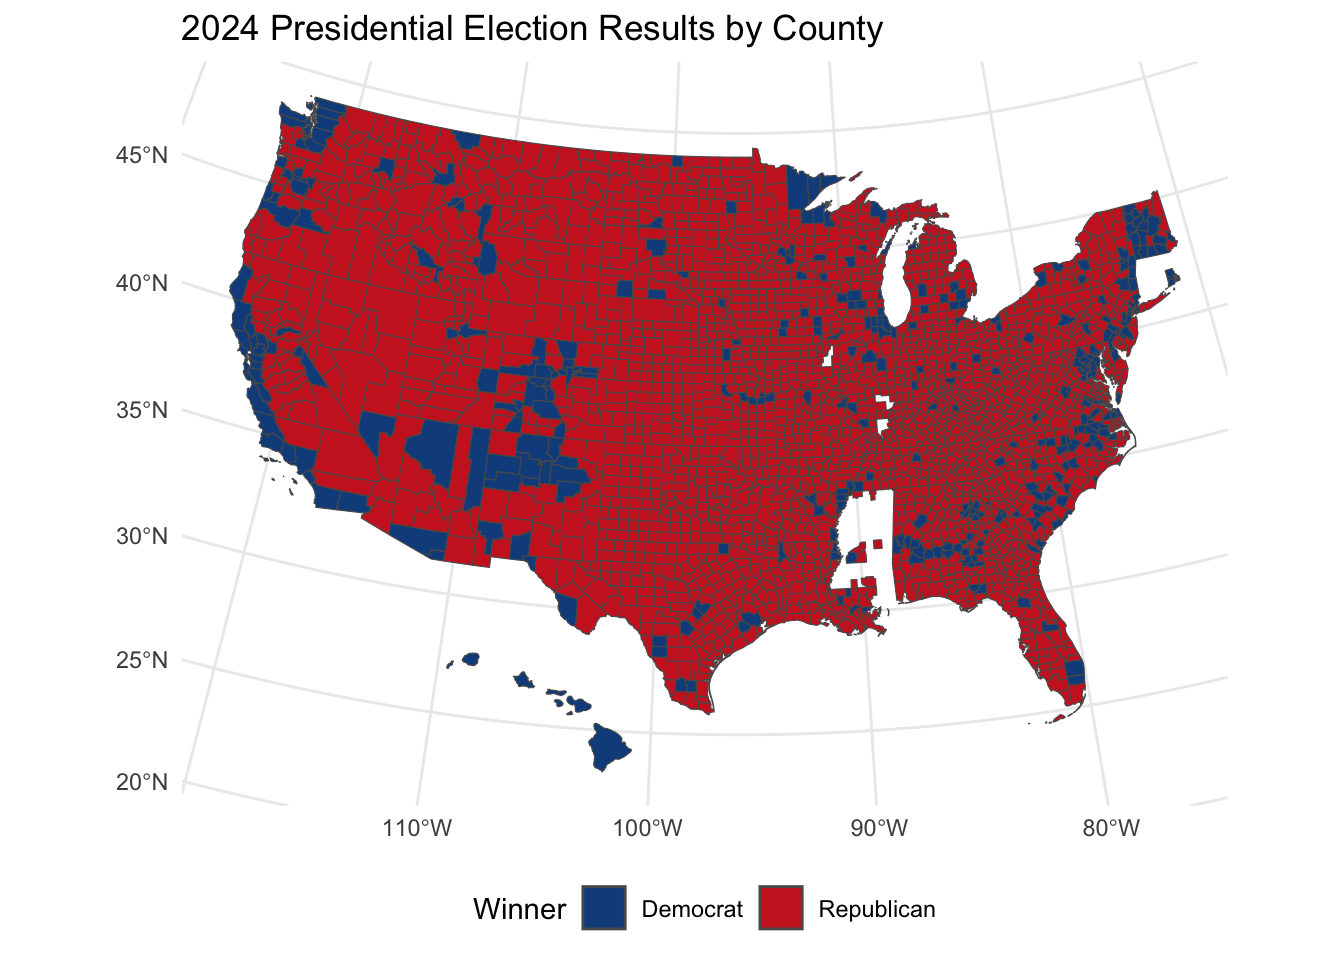 2024 Presidential Election Results by County
45°N
40°N
35°N
30°N
25°N
20°N
110°W 100°W 90°W 80°W
Winner Democrat Republican